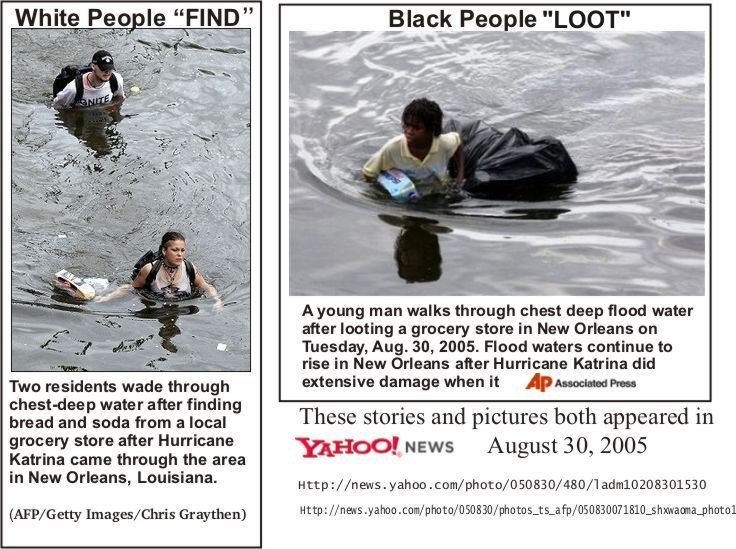 White People “FIND”
IGNITE
Two residents wade through
chest-deep water after finding
bread and soda from a local
grocery store after Hurricane
Katrina came through the area
in New Orleans, Louisiana.
(AFP/Getty Images/Chris Graythen)
Black People "LOOT"
A young man walks through chest deep flood water
after looting a grocery store in New Orleans on
Tuesday, Aug. 30, 2005. Flood waters continue to
rise in New Orleans after Hurricane Katrina did
extensive damage when it AP Associated Press
These stories and pictures both appeared in
YAHOO! NEWS August 30, 2005
Http://news.yahoo.com/photo/050830/480/ladm10208301530
Http://news.yahoo.com/photo/050830/photos_ts_afp/050830071810_shxwaoma_photo1